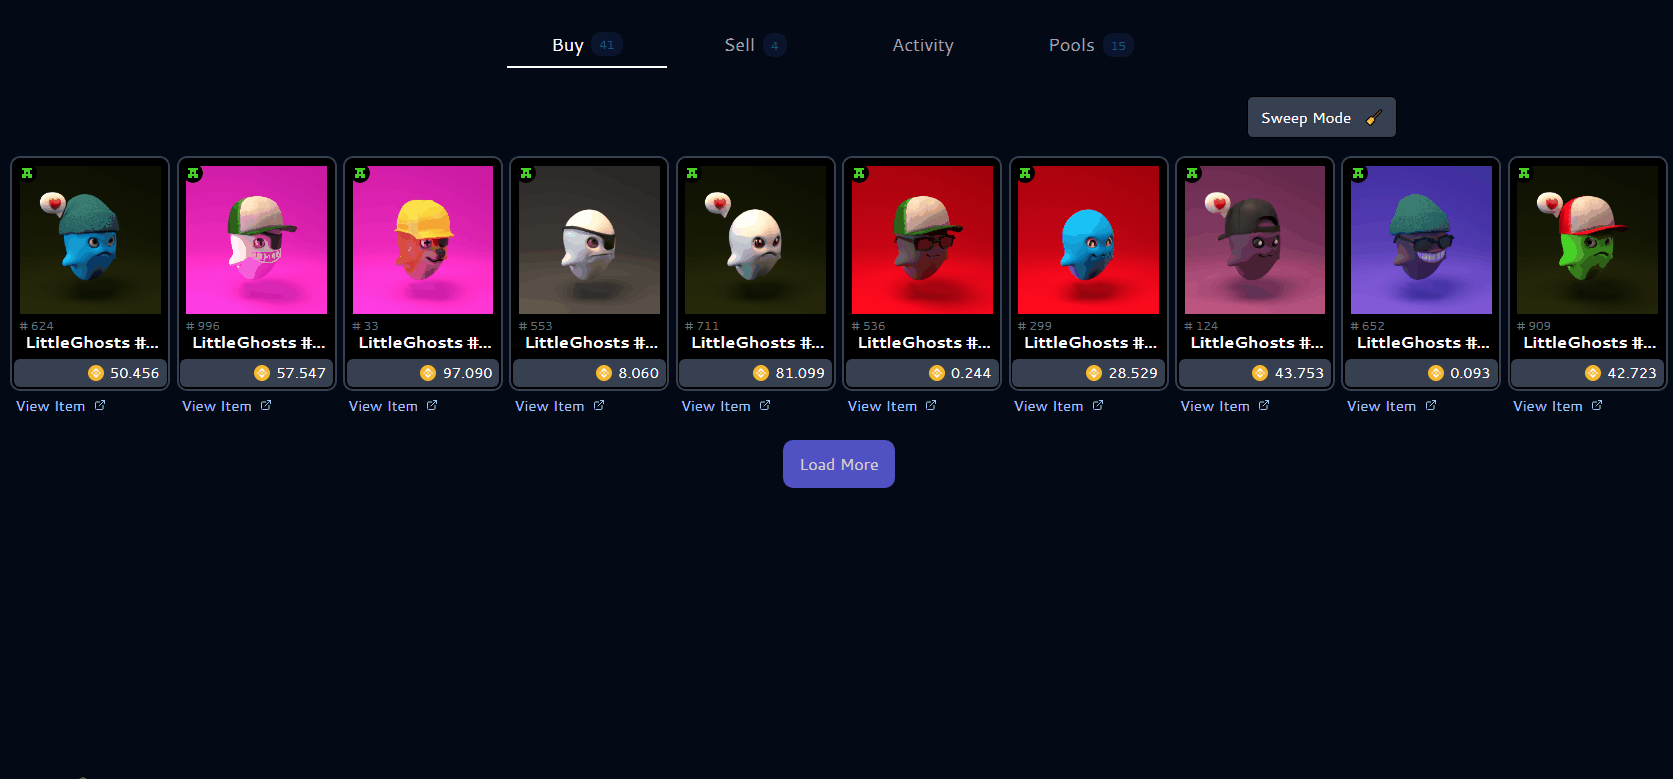 Buy 41 Sell 4 Activity Pools 15
Sweep Mode
# 624 # 996 # 33 # 553 # 711 # 536 # 299 # 124 # 652 # 909
LittleGhosts #... LittleGhosts #... LittleGhosts #... LittleGhosts #... LittleGhosts #... LittleGhosts #... LittleGhosts #... LittleGhosts #... LittleGhosts #... LittleGhosts #...
50.456 57.547 97.090 8.060 81.099 0.244 28.529 43.753 0.093 42.723
View Item View Item View Item View Item View Item View Item View Item View Item View Item View Item
Load More